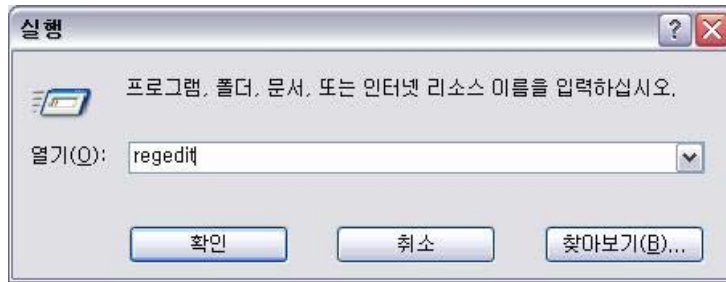 실행
프로그램, 폴더, 문서, 또는 인터넷 리소스 이름을 입력하십시오.
열기(O): regedit
확인 취소 찾아보기(B)...